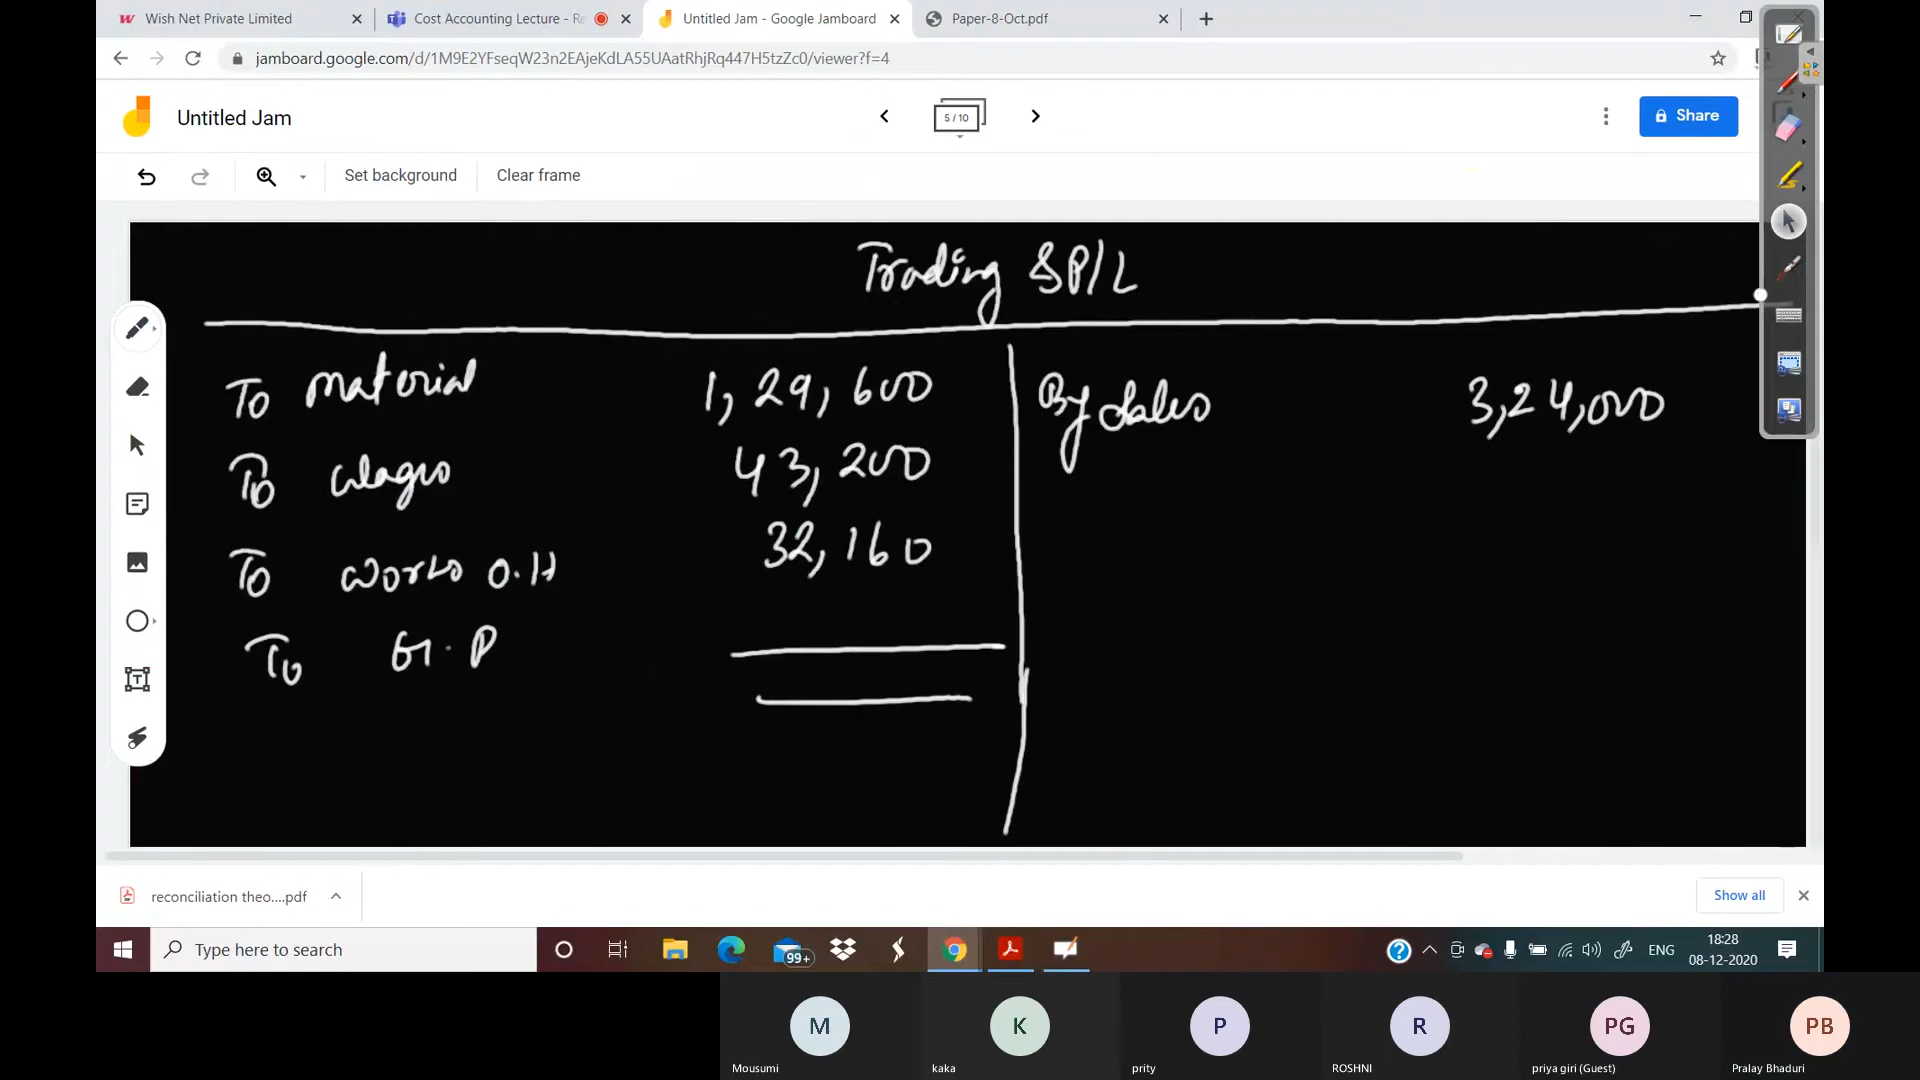 Wish Net Private Limited
Cost Accounting Lecture - Re
Untitled Jam - Google Jamboard
Paper-8-Oct.pdf
jamboard.google.com/d/1M9E2YFseqW23n2EAjeKdLA55UAatRhjRq447H5tzZc0/viewer?f=4
Untitled Jam
5 / 10
Share
Set background
Clear frame
Trading & P/L
To material 1,29,600
By Sales 3,24,000
To wages 43,200
To works O.H 32,160
To G.P
reconciliation theo....pdf
Show all
Type here to search
99+
ENG
18:28
08-12-2020
M
K
P
R
PG
PB
Mousumi
kaka
prity
ROSHNI
priya giri (Guest)
Pralay Bhaduri